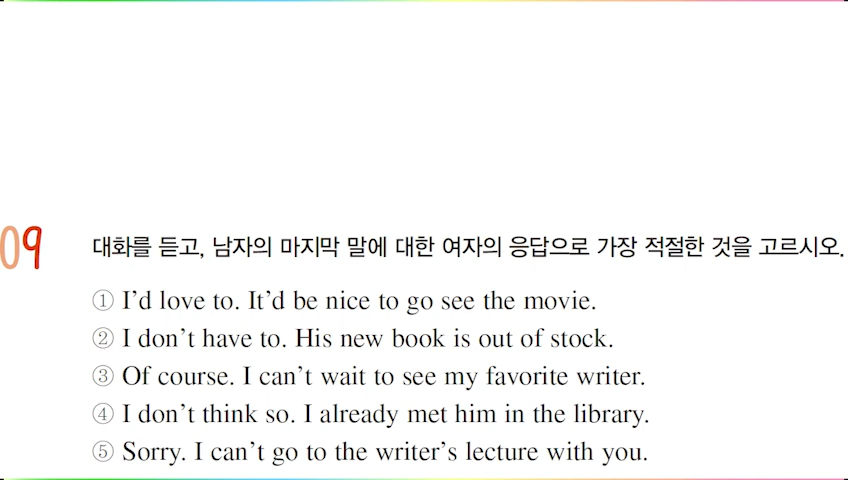 09
대화를 듣고, 남자의 마지막 말에 대한 여자의 응답으로 가장 적절한 것을 고르시오.
① I’d love to. It’d be nice to go see the movie.
② I don’t have to. His new book is out of stock.
③ Of course. I can’t wait to see my favorite writer.
④ I don’t think so. I already met him in the library.
⑤ Sorry. I can’t go to the writer’s lecture with you.